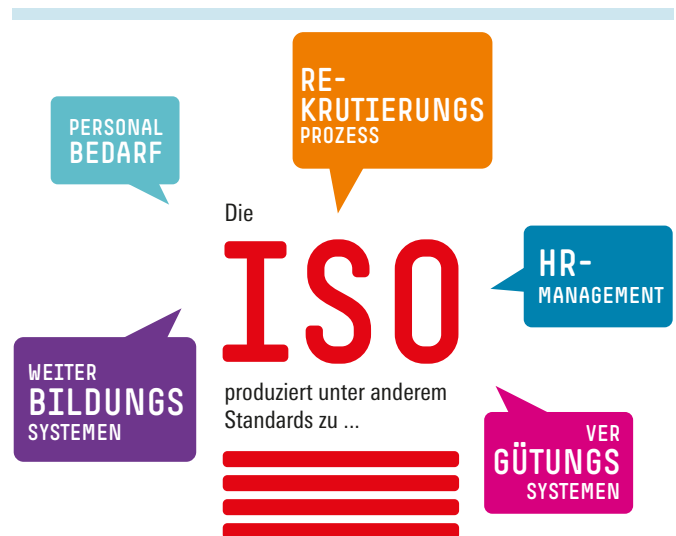 RE-
KRUTIERUNGS
PROZESS
PERSONAL
BEDARF
Die
ISO
produziert unter anderem
Standards zu ...
HR-
MANAGEMENT
WEITER
BILDUNGS
SYSTEMEN
VER
GÜTUNGS
SYSTEMEN